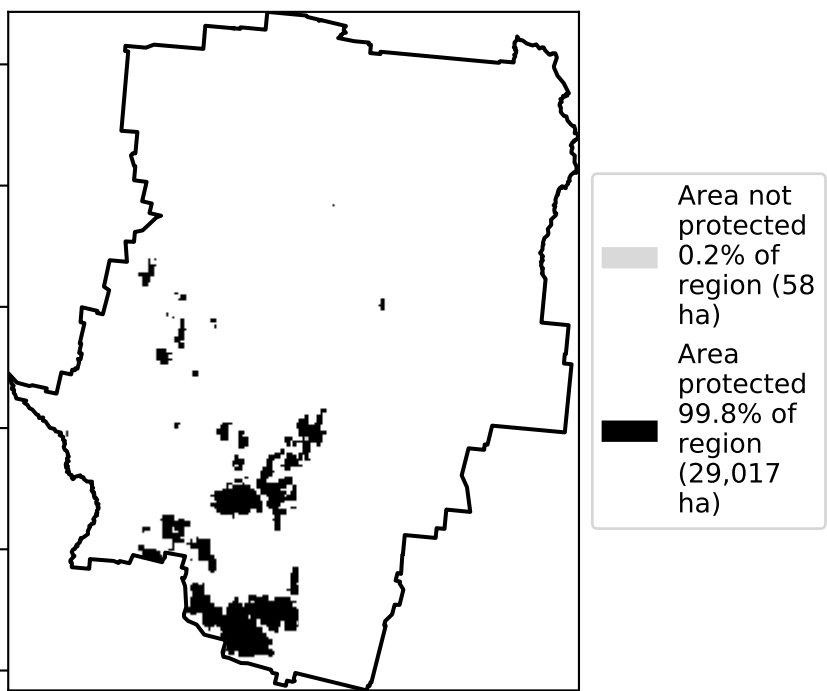 Area not
protected
0.2% of
region (58
ha)
Area
protected
99.8% of
region
(29,017
ha)